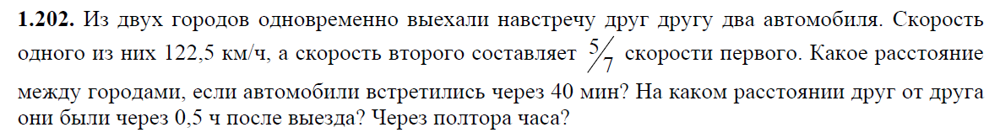 1.202. Из двух городов одновременно выехали навстречу друг другу два автомобиля. Скорость
одного из них 122,5 км/ч, а скорость второго составляет 5/7 скорости первого. Какое расстояние
между городами, если автомобили встретились через 40 мин? На каком расстоянии друг от друга
они были через 0,5 ч после выезда? Через полтора часа?